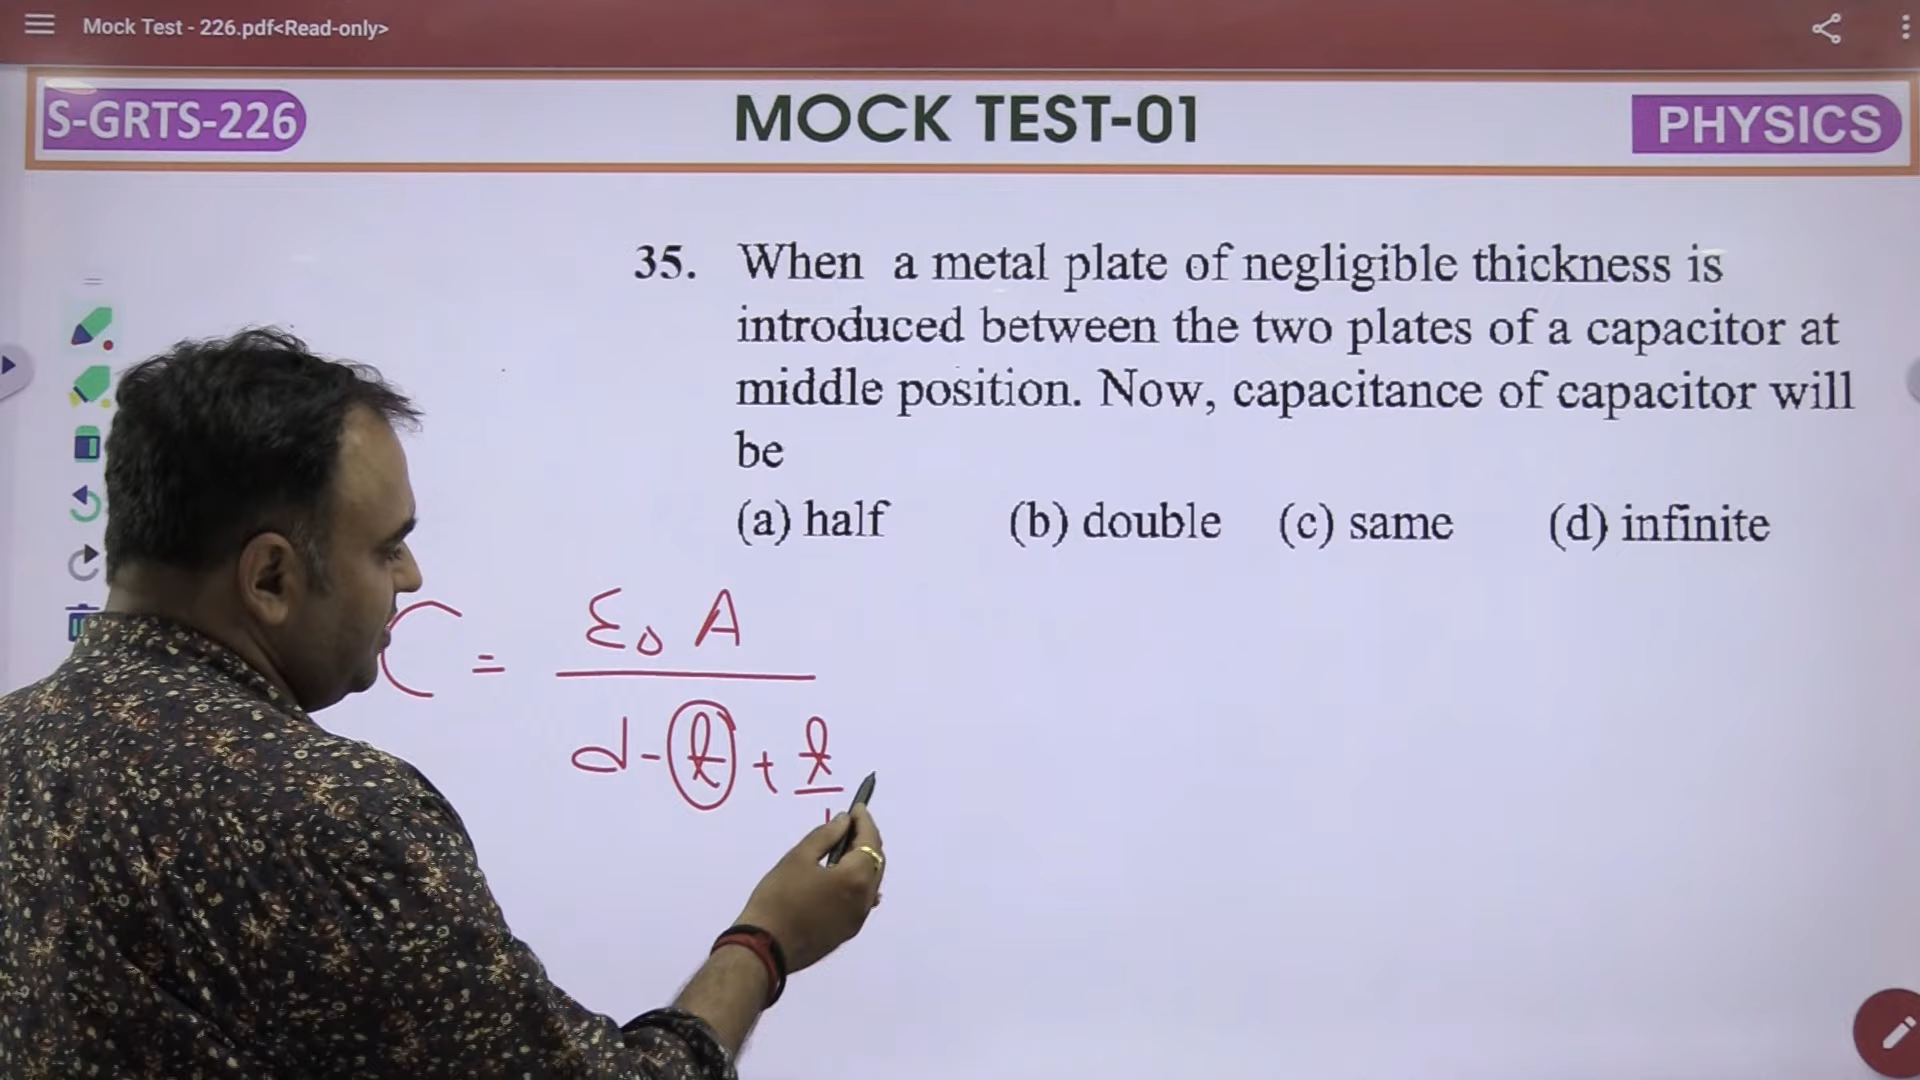 Mock Test - 226.pdf<Read-only>
S-GRTS-226 MOCK TEST-01 PHYSICS
35. When a metal plate of negligible thickness is
introduced between the two plates of a capacitor at
middle position. Now, capacitance of capacitor will
be
(a) half (b) double (c) same (d) infinite
C = ε₀ A
d - t + t